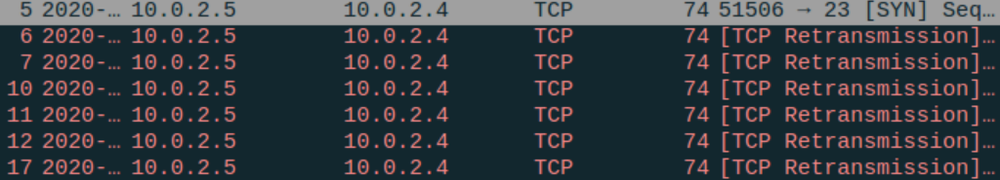 5 2020-… 10.0.2.5 10.0.2.4 TCP 74 51506 → 23 [SYN] Seq…
6 2020-… 10.0.2.5 10.0.2.4 TCP 74 [TCP Retransmission]…
7 2020-… 10.0.2.5 10.0.2.4 TCP 74 [TCP Retransmission]…
10 2020-… 10.0.2.5 10.0.2.4 TCP 74 [TCP Retransmission]…
11 2020-… 10.0.2.5 10.0.2.4 TCP 74 [TCP Retransmission]…
12 2020-… 10.0.2.5 10.0.2.4 TCP 74 [TCP Retransmission]…
17 2020-… 10.0.2.5 10.0.2.4 TCP 74 [TCP Retransmission]…